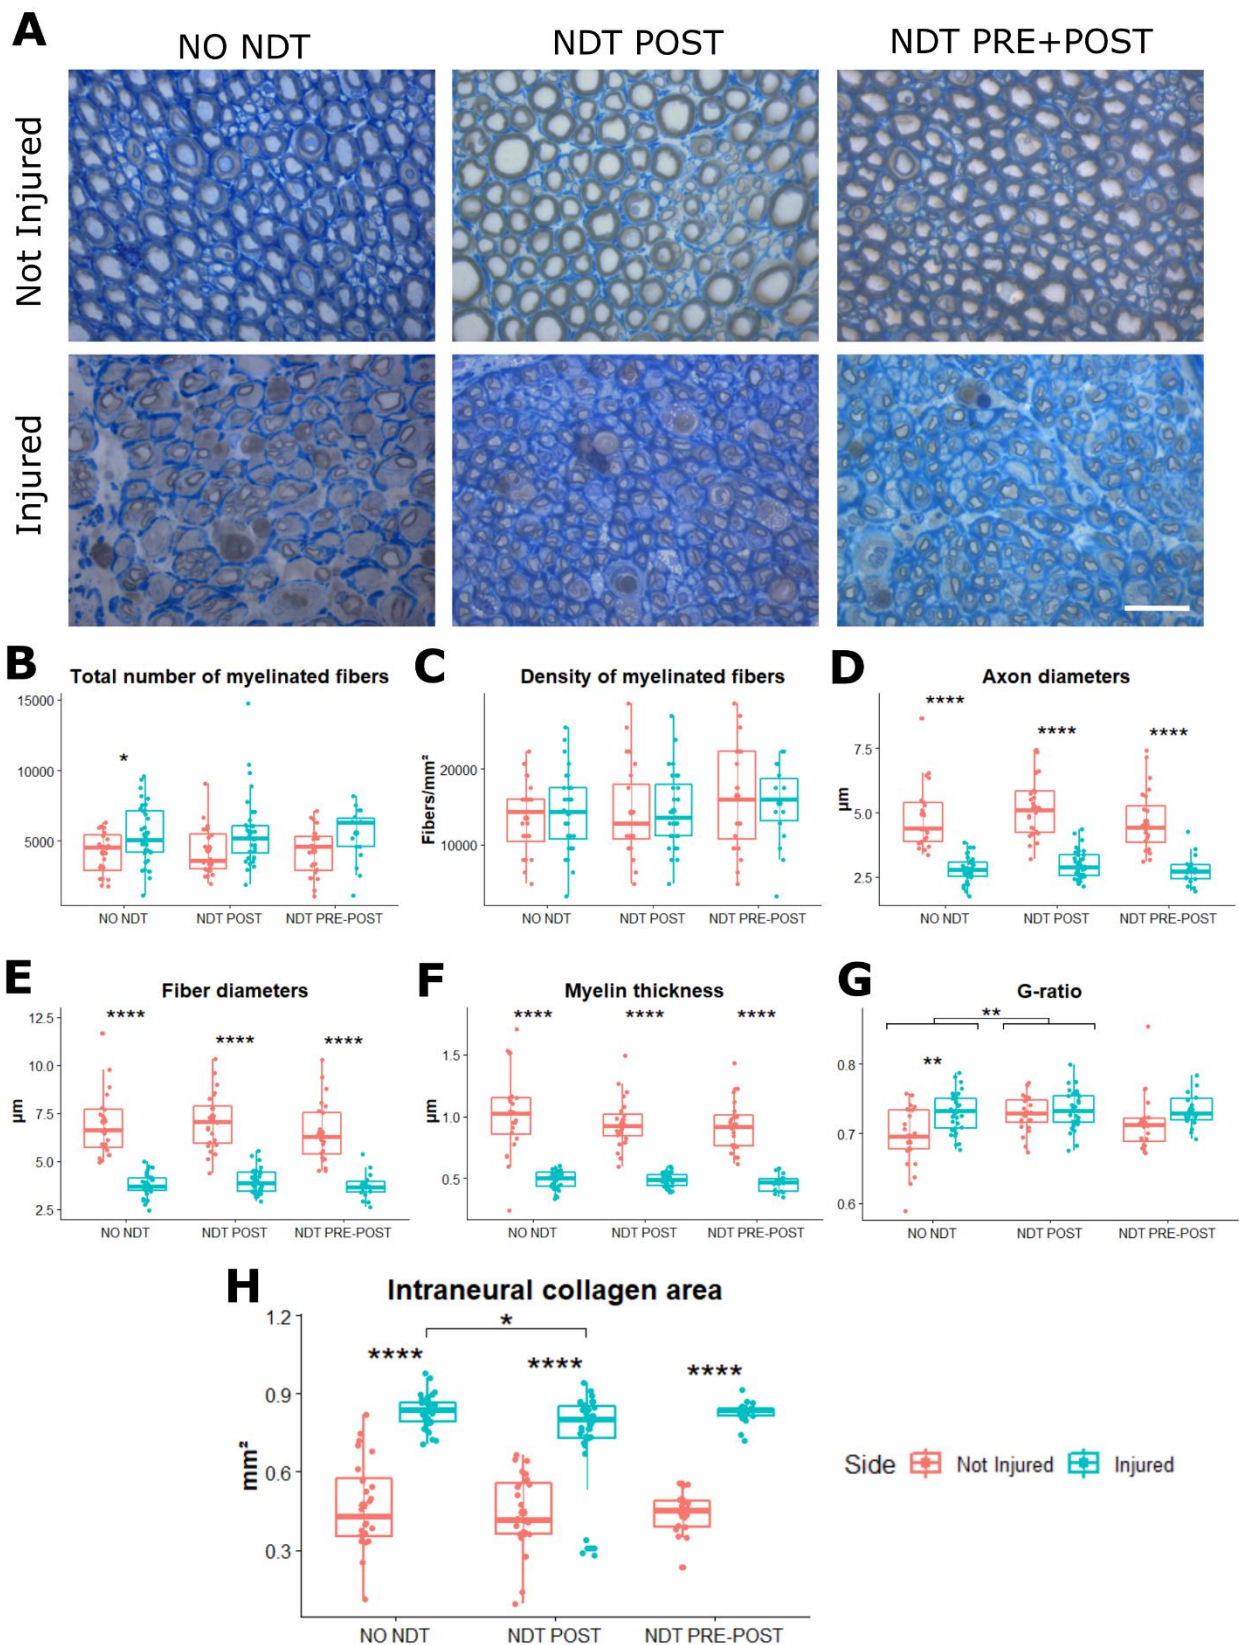 A
NO NDT
NDT POST
NDT PRE+POST
Not Injured
Injured
B
Total number of myelinated fibers
15000
10000
5000
*
NO NDT
NDT POST
NDT PRE-POST
C
Density of myelinated fibers
Fibers/mm²
20000
10000
NO NDT
NDT POST
NDT PRE-POST
D
Axon diameters
µm
7.5
5.0
2.5
****
****
****
NO NDT
NDT POST
NDT PRE-POST
E
Fiber diameters
µm
12.5
10.0
7.5
5.0
2.5
****
****
****
NO NDT
NDT POST
NDT PRE-POST
F
Myelin thickness
µm
1.5
1.0
0.5
****
****
****
NO NDT
NDT POST
NDT PRE-POST
G
G-ratio
0.8
0.7
0.6
**
**
NO NDT
NDT POST
NDT PRE-POST
H
Intraneural collagen area
mm²
1.2
0.9
0.6
0.3
*
****
****
****
NO NDT
NDT POST
NDT PRE-POST
Side
Not Injured
Injured